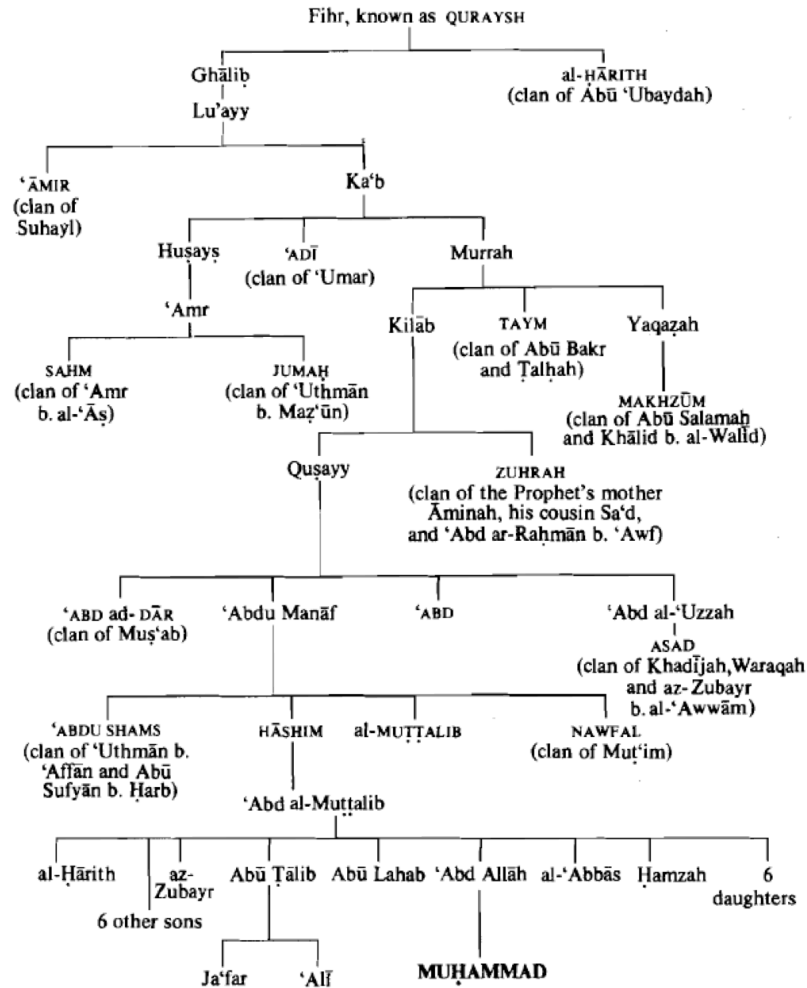 Fihr, known as QURAYSH
Ghāliḅ
al-ḤĀRITH
(clan of Abū ‘Ubaydah)
Lu’ayy
‘ĀMIR
(clan of
Suhayl)
Ka‘b
Huṣayṣ
‘ADĪ
(clan of ‘Umar)
Murrah
‘Amr
Kilāb
TAYM
(clan of Abū Bakr
and Ṭalḥah)
Yaqaẓah
SAHM
(clan of ‘Amr
b. al-‘Āṣ)
JUMAḤ
(clan of ‘Uthmān
b. Maẓ‘ūn)
MAKHZŪM
(clan of Abū Salamah
and Khālid b. al-Walīd)
Quṣayy
ZUHRAH
(clan of the Prophet's mother
Āminah, his cousin Sa‘d,
and ‘Abd ar-Raḥmān b. ‘Awf)
‘ABD ad-DĀR
(clan of Muṣ‘ab)
‘Abdu Manāf
‘ABD
‘Abd al-‘Uzzah
ASAD
(clan of Khadījah, Waraqah
and az-Zubayr
b. al-‘Awwām)
‘ABDU SHAMS
(clan of ‘Uthmān b.
‘Affān and Abū
Sufyān b. Ḥarb)
HĀSHIM
al-MUṬṬALIB
NAWFAL
(clan of Muṭ‘im)
‘Abd al-Muṭṭalib
al-Ḥārith
6 other sons
az-
Zubayr
Abū Ṭālib
Abū Lahab
‘Abd Allāh
al-‘Abbās
Ḥamzah
6
daughters
Ja‘far
‘Alī
MUḤAMMAD